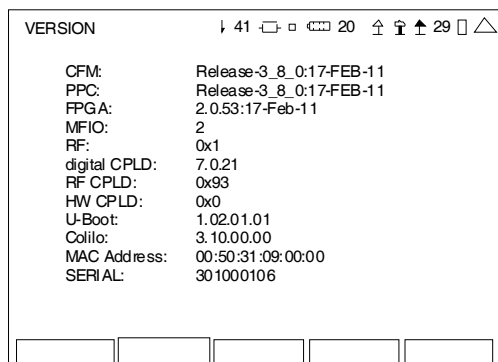 VERSION 41 20 29
CFM: Release-3_8_0:17-FEB-11
PPC: Release-3_8_0:17-FEB-11
FPGA: 2.0.53:17-Feb-11
MFIO: 2
RF: 0x1
digital CPLD: 7.0.21
RF CPLD: 0x93
HW CPLD: 0x0
U-Boot: 1.02.01.01
Colilo: 3.10.00.00
MAC Address: 00:50:31:09:00:00
SERIAL: 301000106